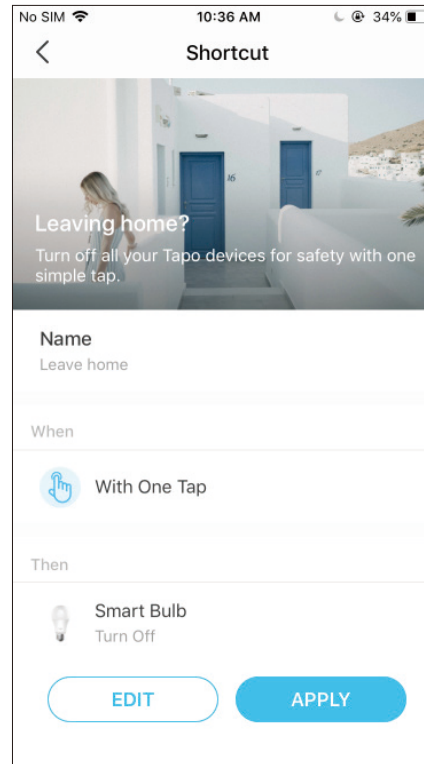 No SIM 10:36 AM 34%
Shortcut
16
Leaving home?
Turn off all your Tapo devices for safety with one
simple tap.
Name
Leave home
When
With One Tap
Then
Smart Bulb
Turn Off
EDIT APPLY